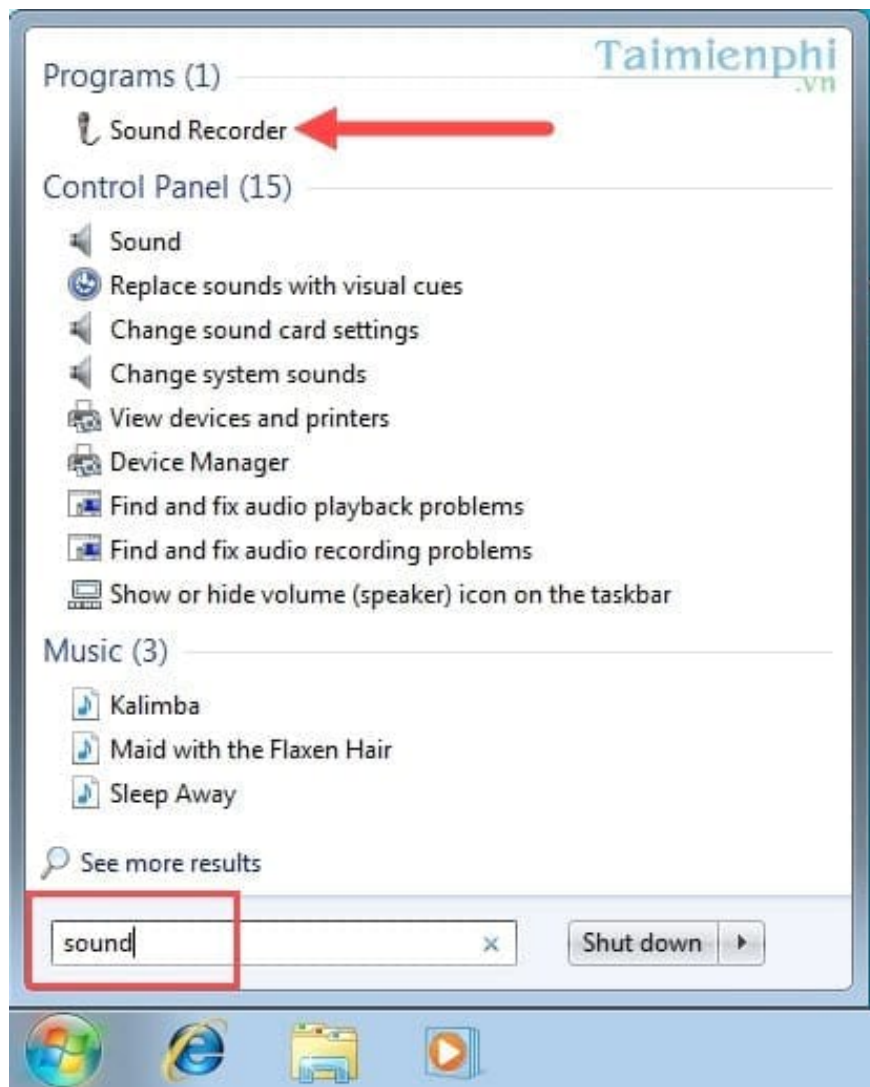 Taimienphi
.vn
Programs (1)
Sound Recorder
Control Panel (15)
Sound
Replace sounds with visual cues
Change sound card settings
Change system sounds
View devices and printers
Device Manager
Find and fix audio playback problems
Find and fix audio recording problems
Show or hide volume (speaker) icon on the taskbar
Music (3)
Kalimba
Maid with the Flaxen Hair
Sleep Away
See more results
sound
Shut down